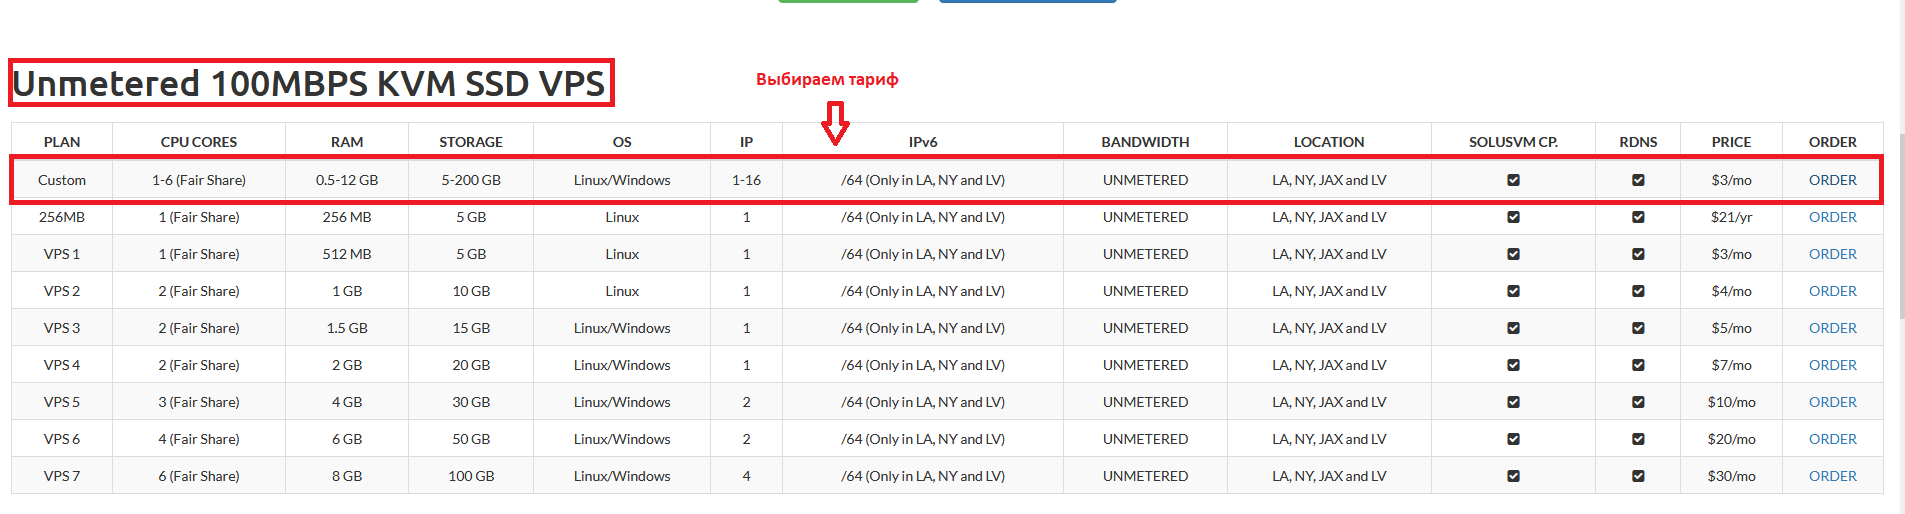 Unmetered 100MBPS KVM SSD VPS
Выбираем тариф
PLAN CPU CORES RAM STORAGE OS IP IPv6 BANDWIDTH LOCATION SOLUSVM CP. RDNS PRICE ORDER
Custom 1-6 (Fair Share) 0.5-12 GB 5-200 GB Linux/Windows 1-16 /64 (Only in LA, NY and LV) UNMETERED LA, NY, JAX and LV $3/mo ORDER
256MB 1 (Fair Share) 256 MB 5 GB Linux 1 /64 (Only in LA, NY and LV) UNMETERED LA, NY, JAX and LV $21/yr ORDER
VPS 1 1 (Fair Share) 512 MB 5 GB Linux 1 /64 (Only in LA, NY and LV) UNMETERED LA, NY, JAX and LV $3/mo ORDER
VPS 2 2 (Fair Share) 1 GB 10 GB Linux 1 /64 (Only in LA, NY and LV) UNMETERED LA, NY, JAX and LV $4/mo ORDER
VPS 3 2 (Fair Share) 1.5 GB 15 GB Linux/Windows 1 /64 (Only in LA, NY and LV) UNMETERED LA, NY, JAX and LV $5/mo ORDER
VPS 4 2 (Fair Share) 2 GB 20 GB Linux/Windows 1 /64 (Only in LA, NY and LV) UNMETERED LA, NY, JAX and LV $7/mo ORDER
VPS 5 3 (Fair Share) 4 GB 30 GB Linux/Windows 2 /64 (Only in LA, NY and LV) UNMETERED LA, NY, JAX and LV $10/mo ORDER
VPS 6 4 (Fair Share) 6 GB 50 GB Linux/Windows 2 /64 (Only in LA, NY and LV) UNMETERED LA, NY, JAX and LV $20/mo ORDER
VPS 7 6 (Fair Share) 8 GB 100 GB Linux/Windows 4 /64 (Only in LA, NY and LV) UNMETERED LA, NY, JAX and LV $30/mo ORDER